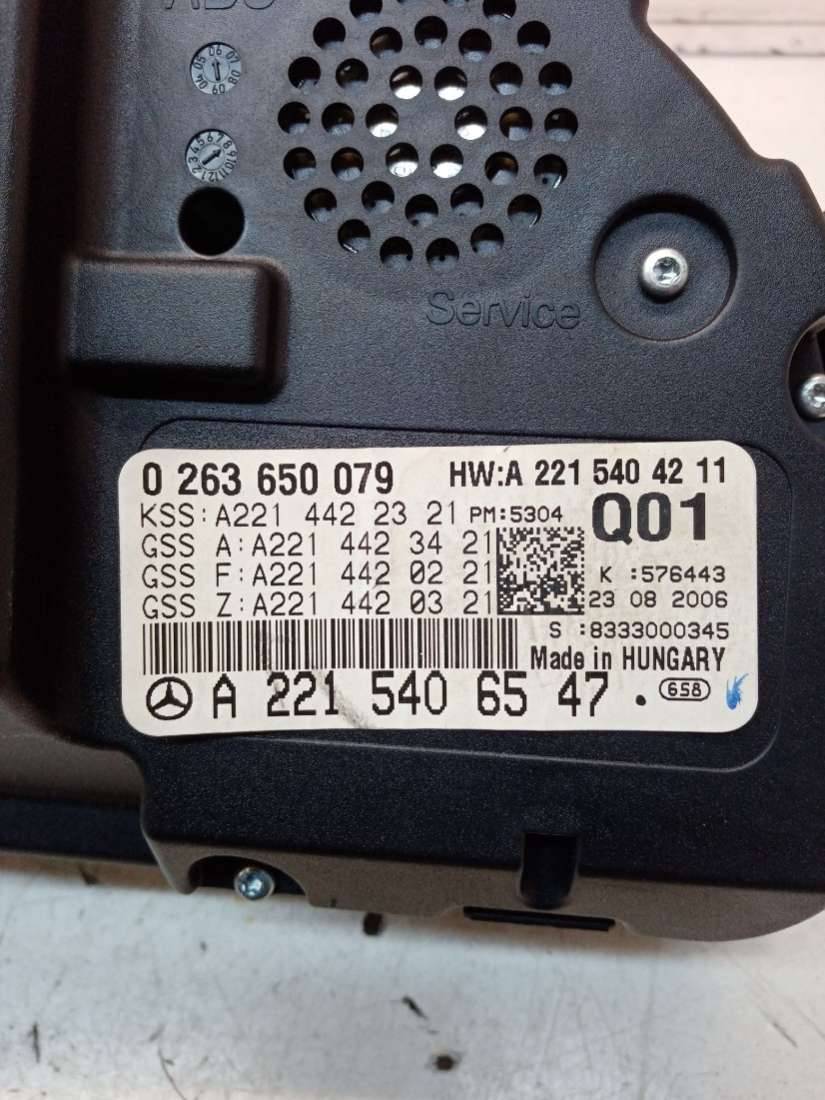 Service
0 263 650 079 HW:A 221 540 42 11
KSS:A221 442 23 21 PM:5304 Q01
GSS A:A221 442 34 21
GSS F:A221 442 02 21 K :576443
GSS Z:A221 442 03 21 23 08 2006
S :8333000345
Made in HUNGARY
A 221 540 65 47 . 658